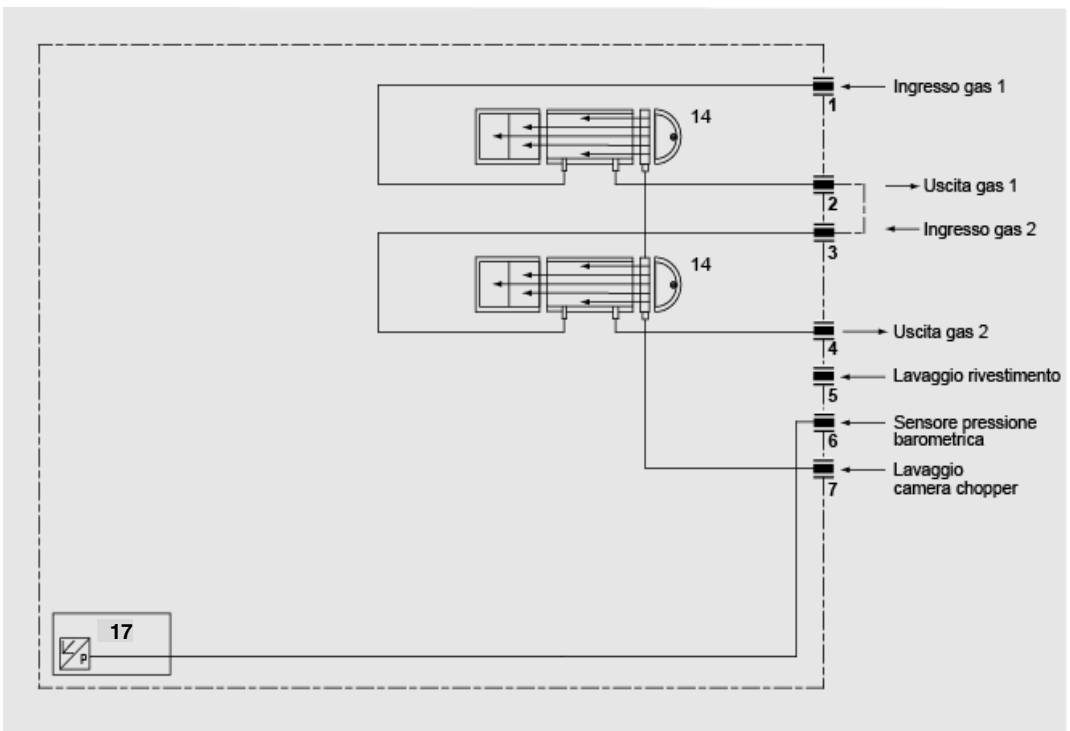 Ingresso gas 1
1
14
Uscita gas 1
2
Ingresso gas 2
3
14
Uscita gas 2
4
Lavaggio rivestimento
5
Sensore pressione
barometrica
6
Lavaggio
camera chopper
7
17
P